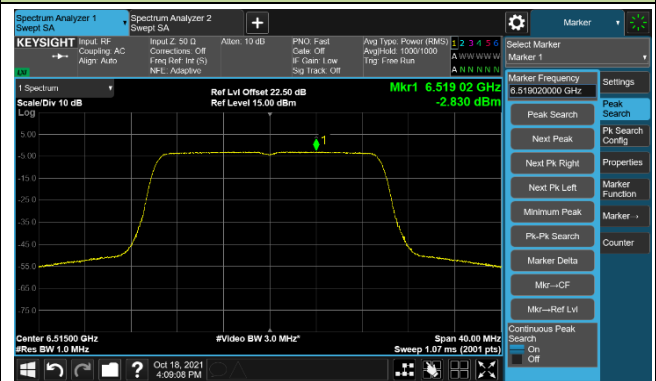 Spectrum Analyzer 1
Swept SA
Spectrum Analyzer 2
Swept SA
Marker
KEYSIGHT
Input: RF
Coupling: AC
Align: Auto
Input Z: 50 Ω
Corrections: Off
Freq Ref: Int (S)
NFE: Adaptive
Atten: 10 dB
PNO: Fast
Gate: Off
IF Gain: Low
Sig Track: Off
Avg Type: Power (RMS)
Avg|Hold: 1000/1000
Trig: Free Run
1 2 3 4 5 6
A W W W W W
A N N N N N
LXI
1 Spectrum
Scale/Div 10 dB
Log
Ref Lvl Offset 22.50 dB
Ref Level 15.00 dBm
Mkr1 6.519 02 GHz
-2.830 dBm
1
5.00
-5.00
-15.0
-25.0
-35.0
-45.0
-55.0
-65.0
-75.0
Center 6.51500 GHz
#Res BW 1.0 MHz
#Video BW 3.0 MHz*
Span 40.00 MHz
Sweep 1.07 ms (2001 pts)
Select Marker
Marker 1
Marker Frequency
6.519020000 GHz
Peak Search
Next Peak
Next Pk Right
Next Pk Left
Minimum Peak
Pk-Pk Search
Marker Delta
Mkr→CF
Mkr→Ref Lvl
Continuous Peak
Search
On
Off
Settings
Peak
Search
Pk Search
Config
Properties
Marker
Function
Marker→
Counter
?
Oct 18, 2021
4:09:08 PM